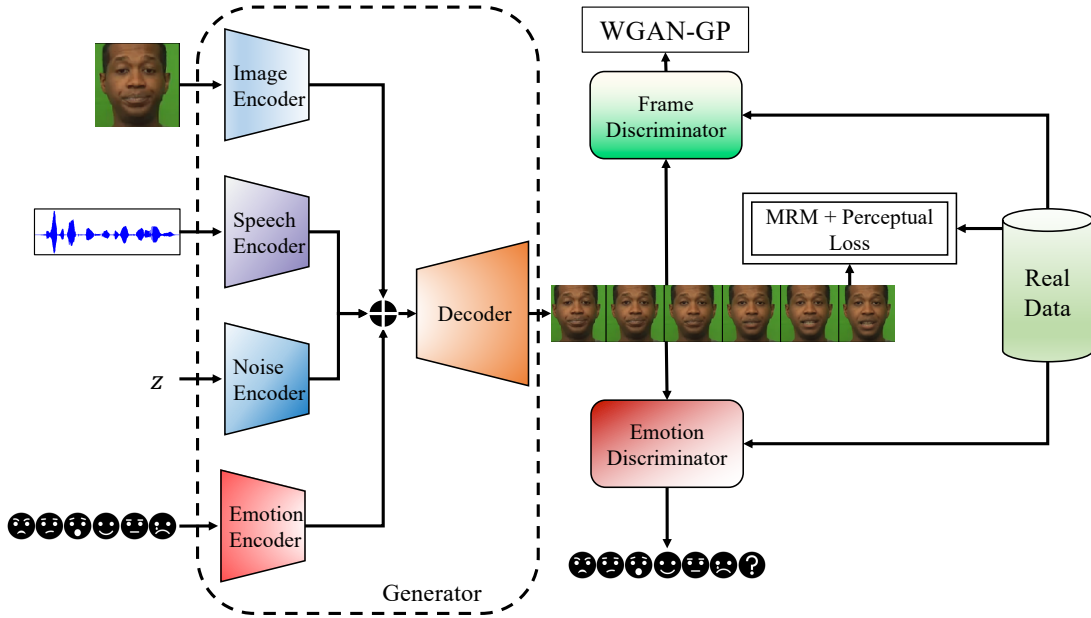 WGAN-GP
Image
Encoder
Frame
Discriminator
Speech
Encoder
MRM + Perceptual
Loss
Real
Data
Decoder
z
Noise
Encoder
Emotion
Discriminator
Emotion
Encoder
?
Generator